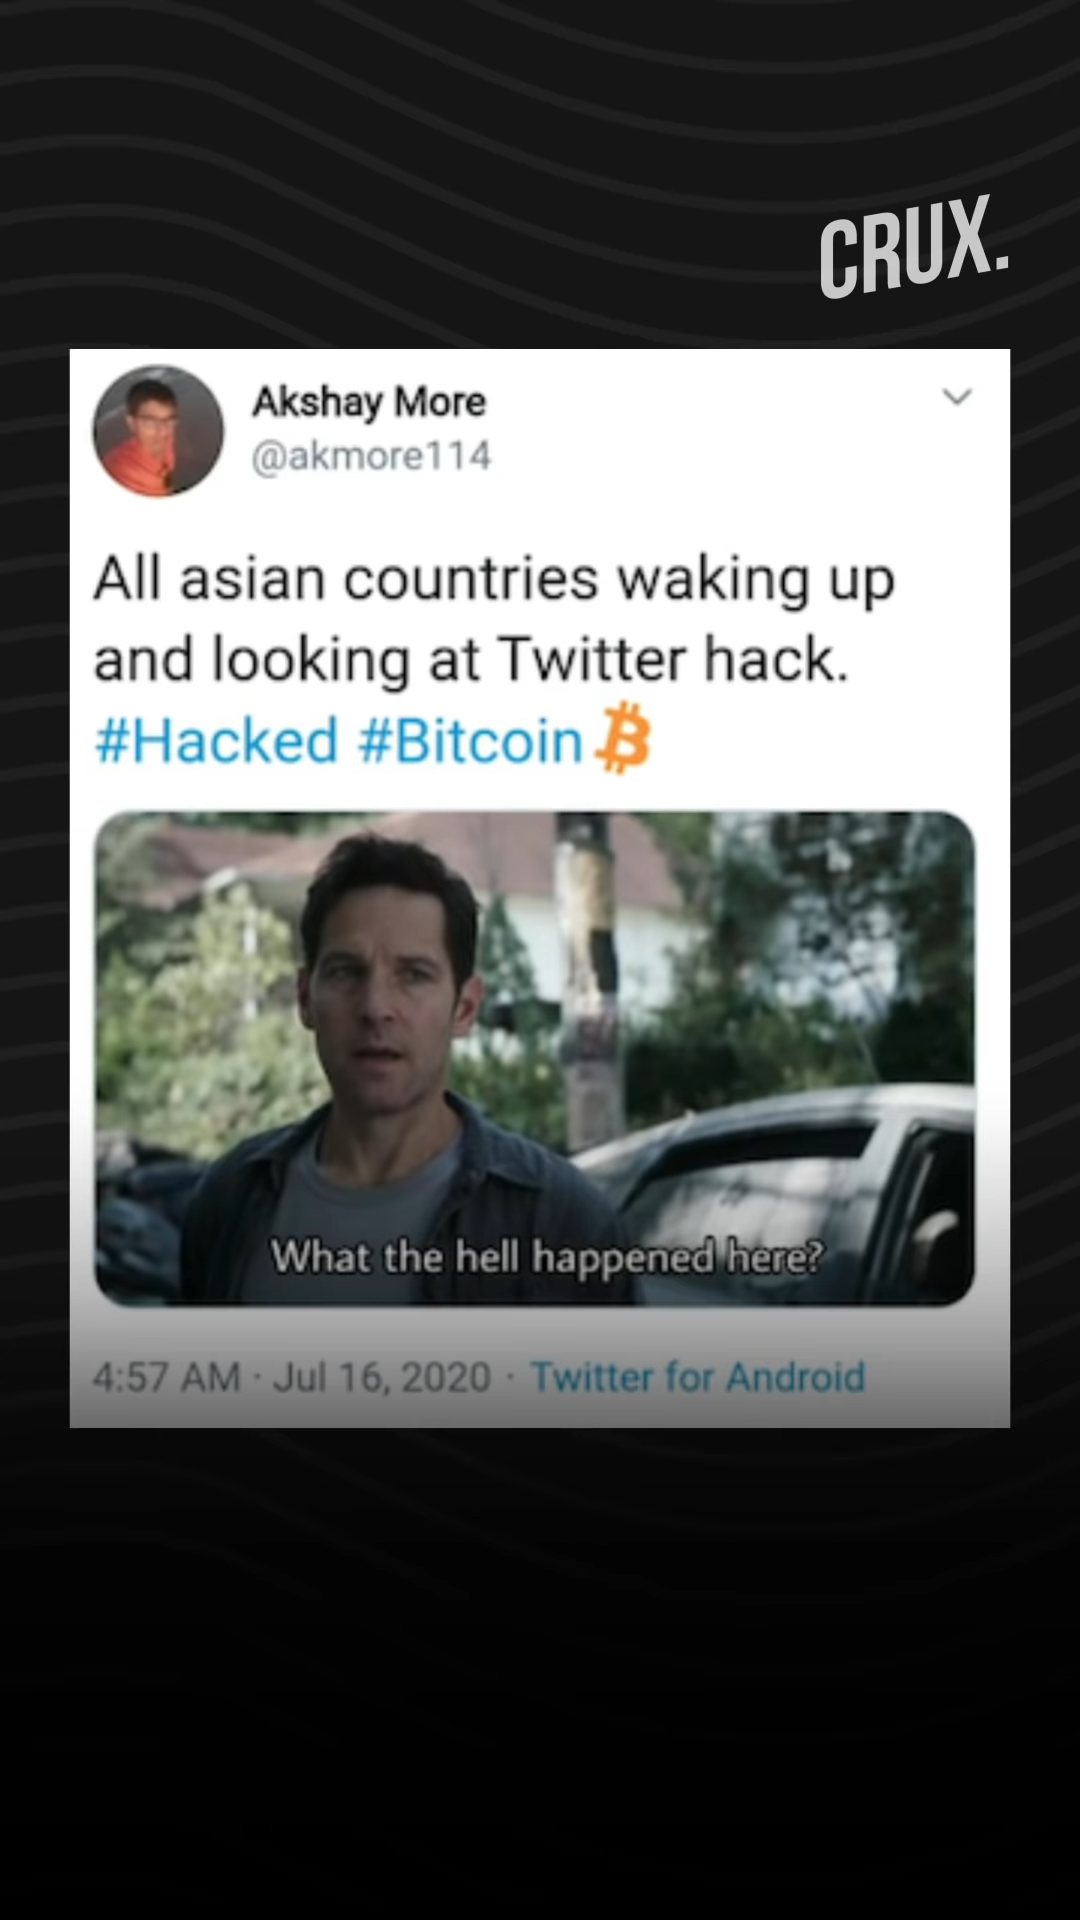 CRUX.
Akshay More
@akmore114
All asian countries waking up
and looking at Twitter hack.
#Hacked #Bitcoin
What the hell happened here?
4:57 AM · Jul 16, 2020 · Twitter for Android